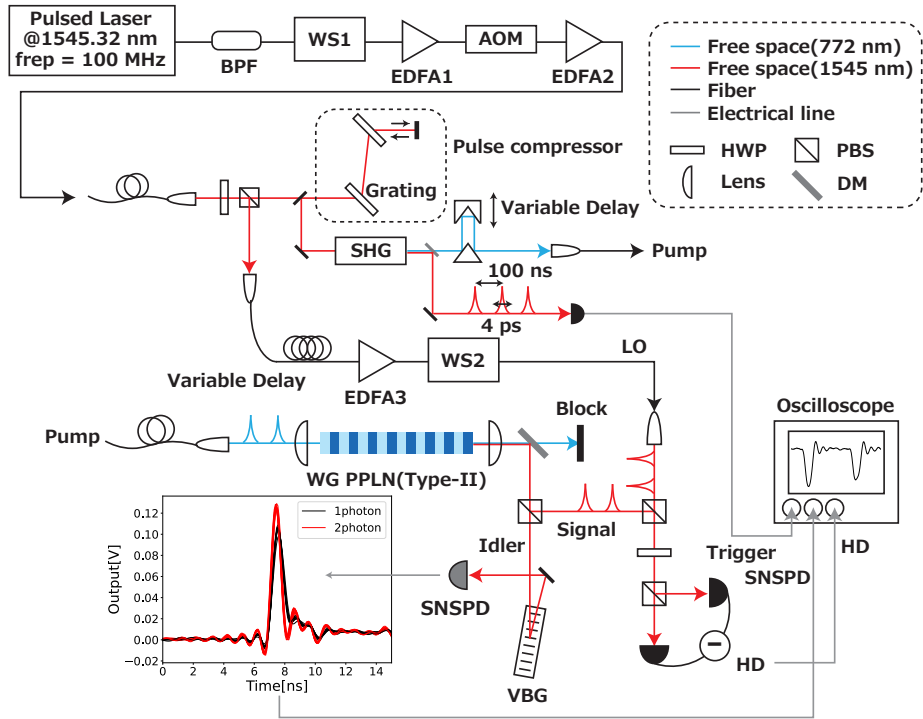 Pulsed Laser
@1545.32 nm
frep = 100 MHz
BPF
WS1
EDFA1
AOM
EDFA2
Free space(772 nm)
Free space(1545 nm)
Fiber
Electrical line
HWP
PBS
Lens
DM
Pulse compressor
Grating
Variable Delay
SHG
Pump
100 ns
4 ps
LO
Variable Delay
EDFA3
WS2
Block
Oscilloscope
Pump
WG PPLN(Type-II)
Signal
Idler
Trigger
HD
SNSPD
SNSPD
HD
VBG
1photon
2photon
Output[V]
0.12
0.10
0.08
0.06
0.04
0.02
0.00
−0.02
0 2 4 6 8 10 12 14
Time[ns]